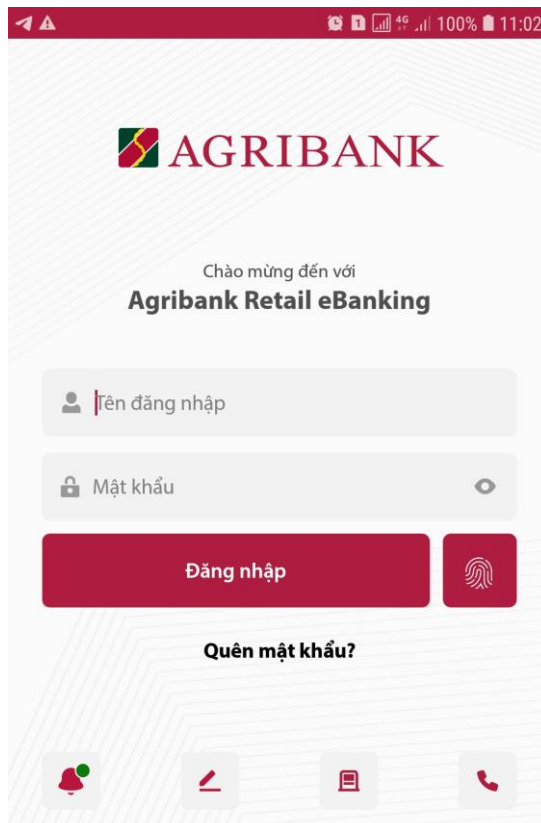 4G 100% 11:02
AGRIBANK
Chào mừng đến với
Agribank Retail eBanking
Tên đăng nhập
Mật khẩu
Đăng nhập
Quên mật khẩu?